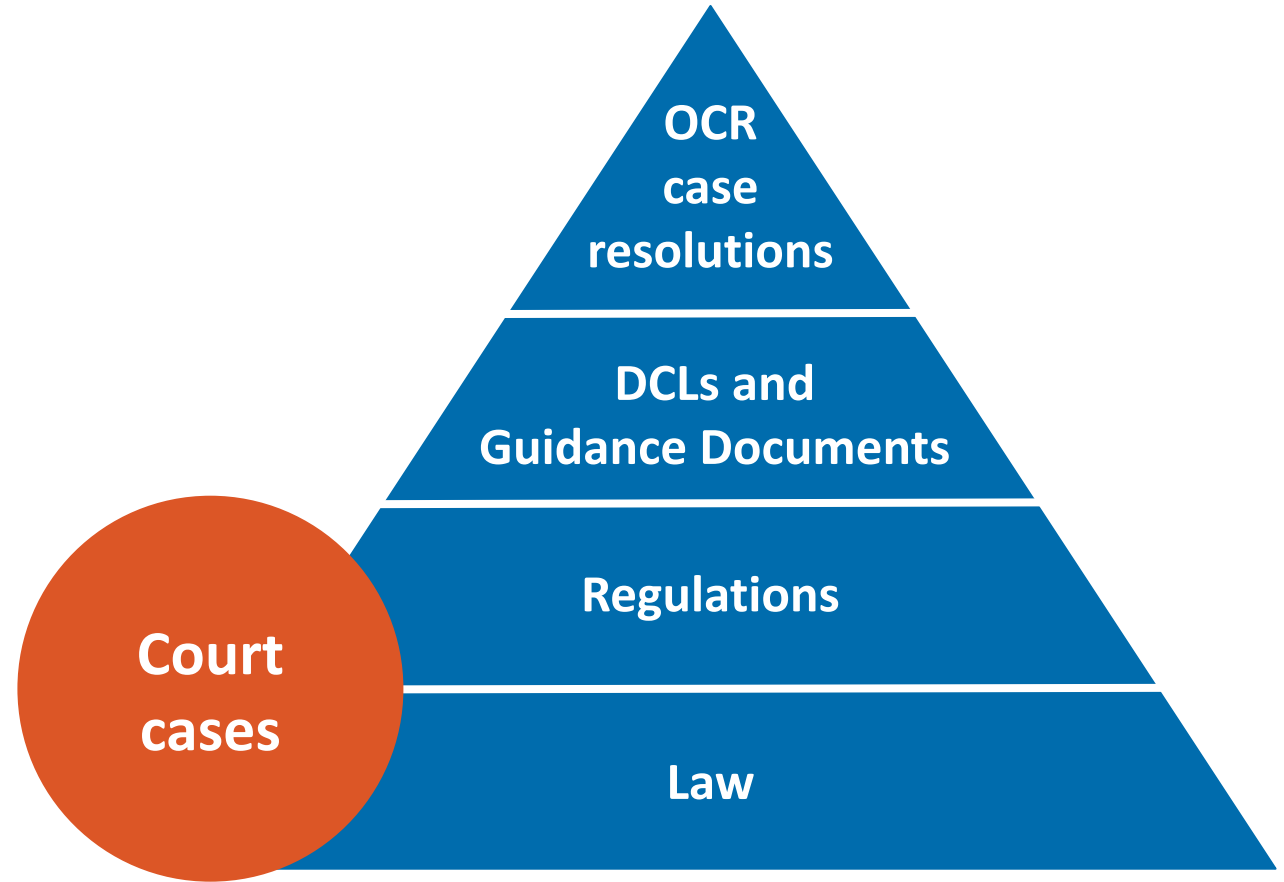 OCR
case
resolutions
DCLs and
Guidance Documents
Regulations
Court
cases
Law